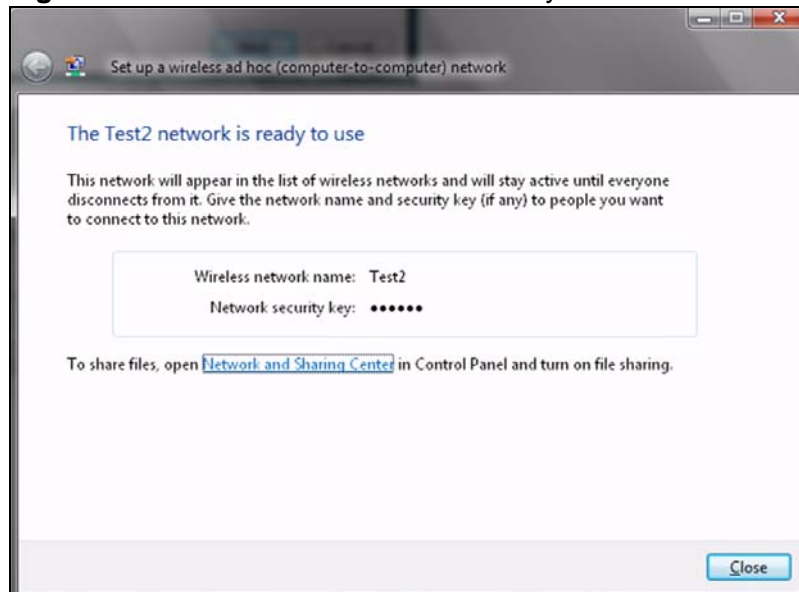 Set up a wireless ad hoc (computer-to-computer) network
The Test2 network is ready to use
This network will appear in the list of wireless networks and will stay active until everyone
disconnects from it. Give the network name and security key (if any) to people you want
to connect to this network.
Wireless network name: Test2
Network security key: ••••••
To share files, open Network and Sharing Center in Control Panel and turn on file sharing.
Close